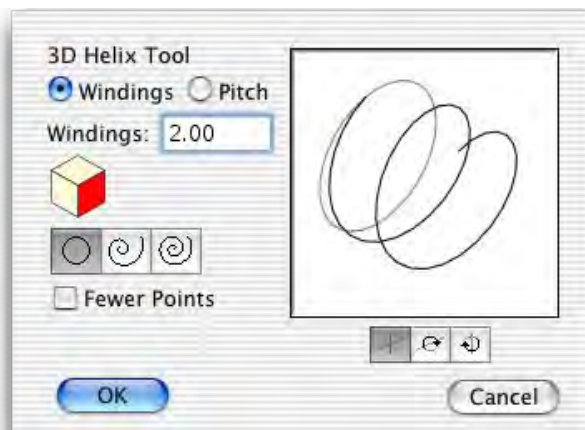 3D Helix Tool
Windings Pitch
Windings: 2.00
Fewer Points
OK Cancel